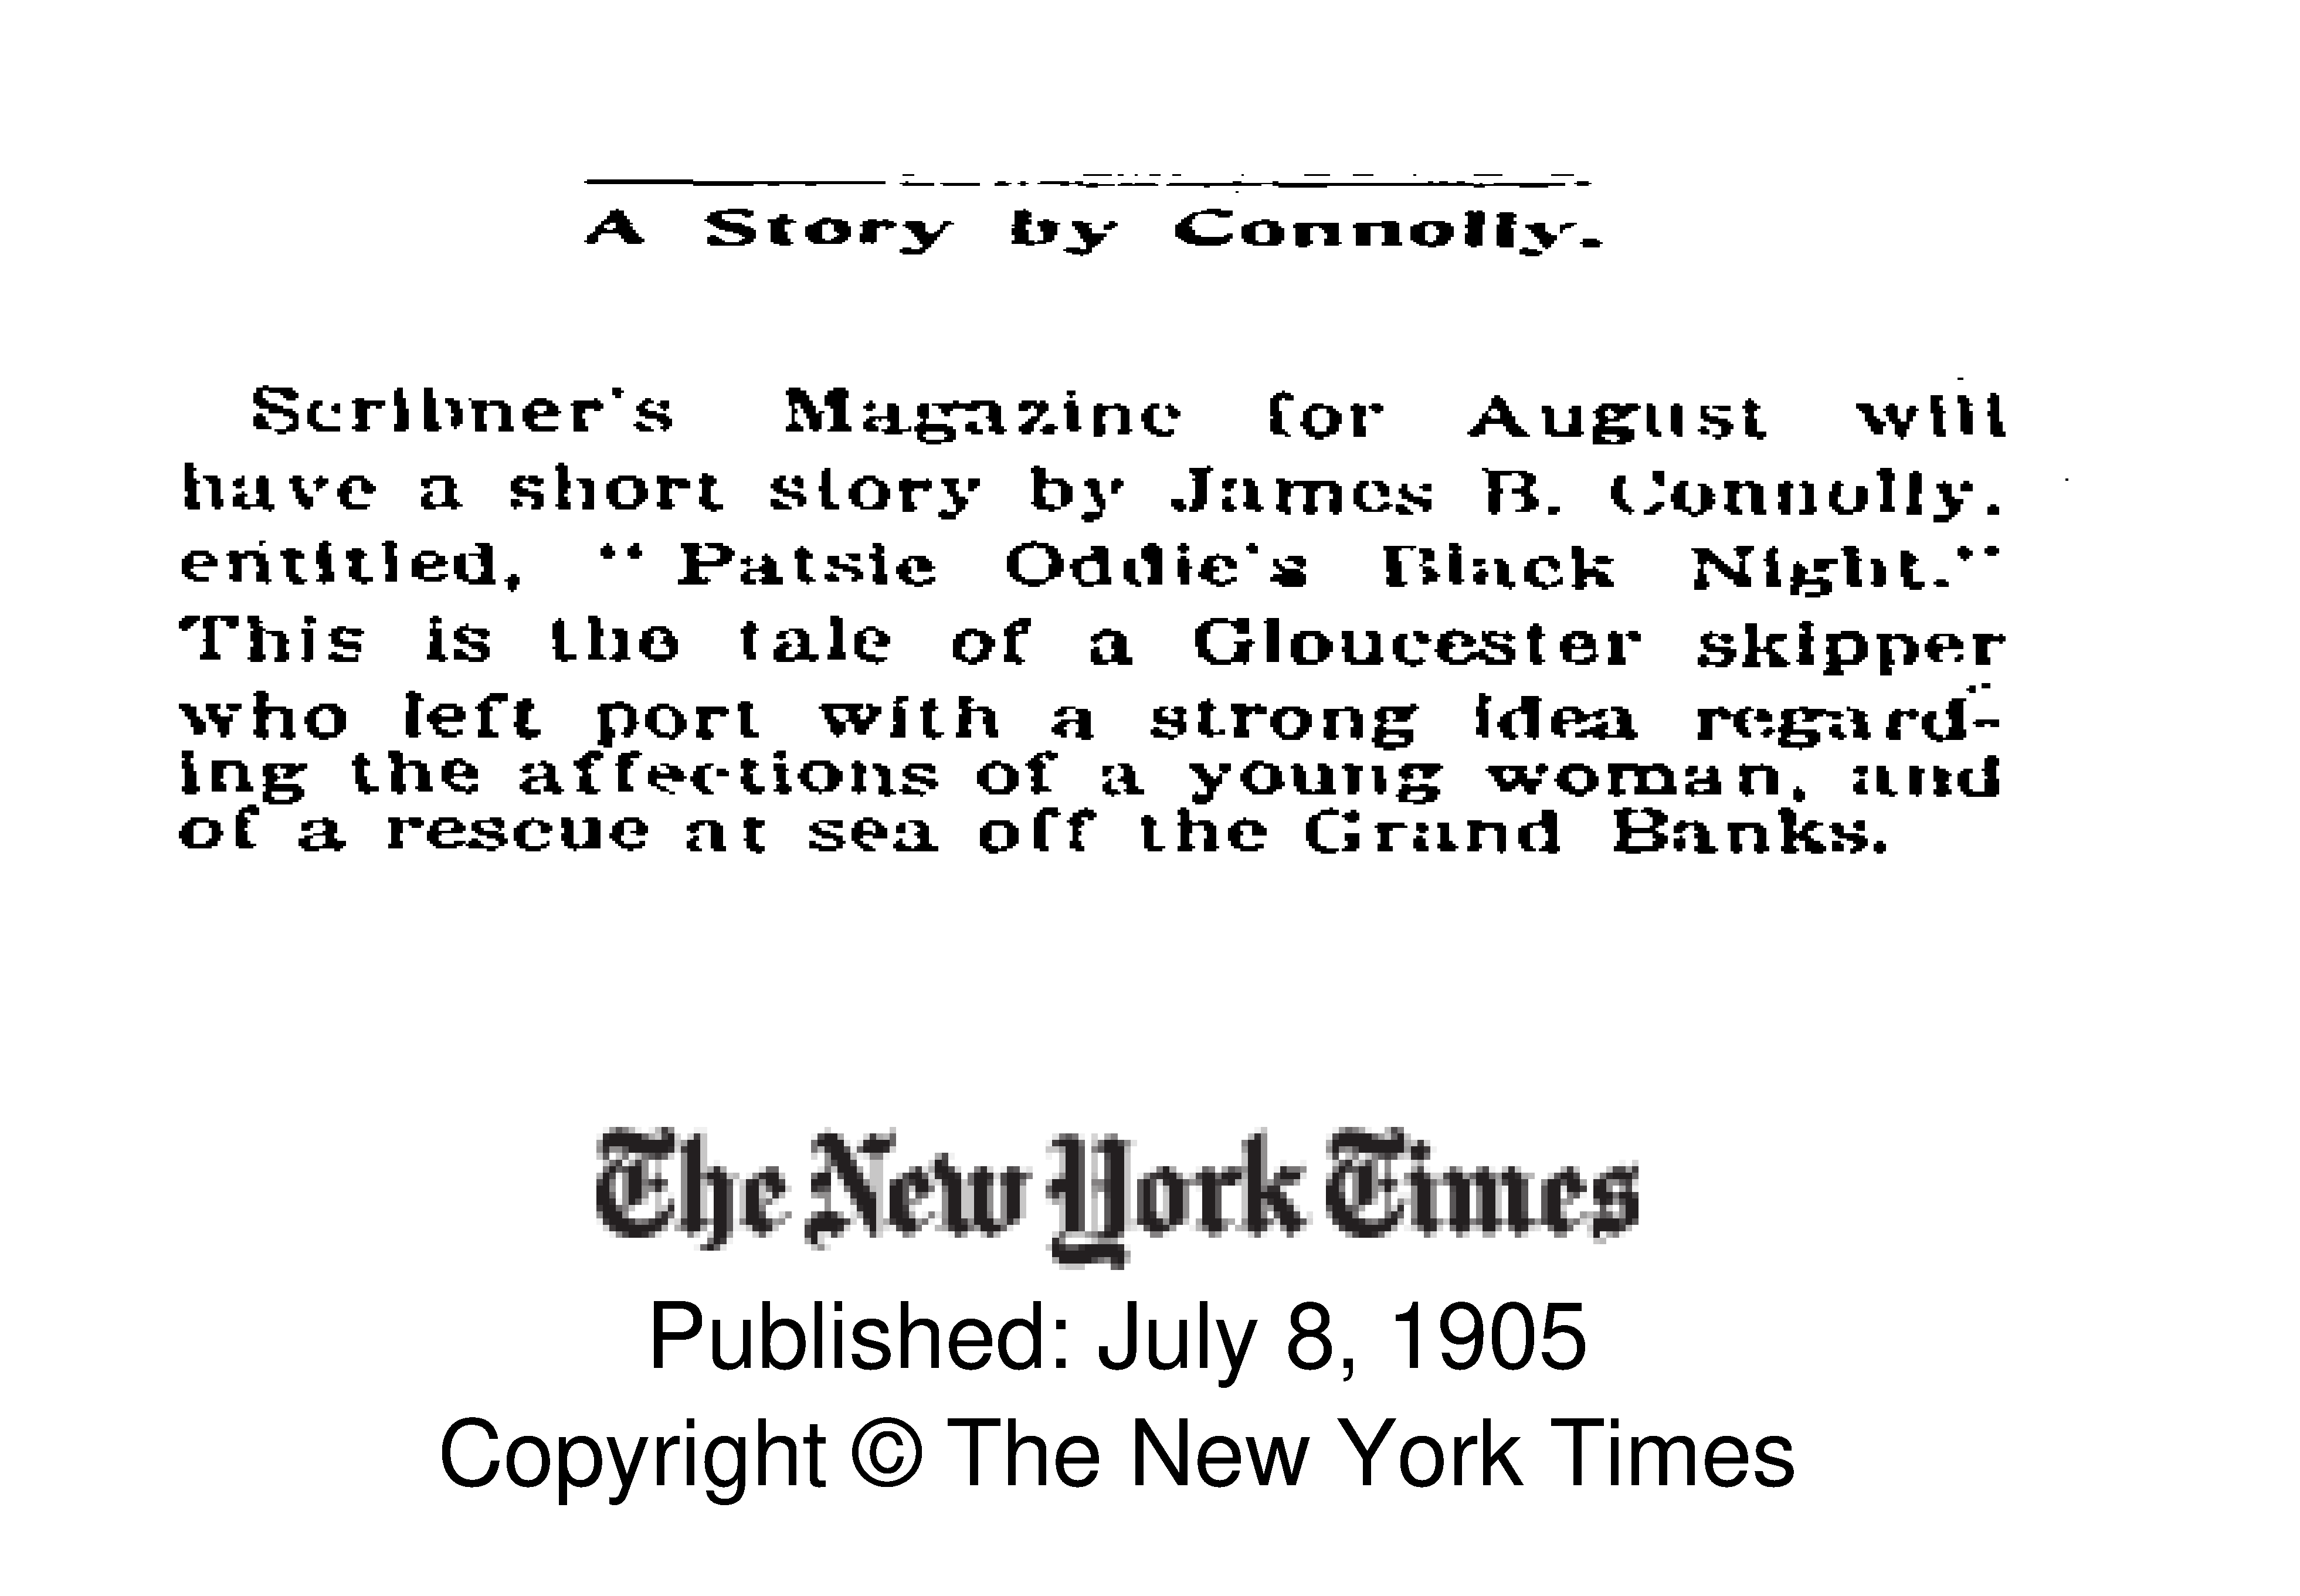 A Story by Connolly.
Scribner's Magazine for August will
have a short story by James B. Connolly,
entitled, "Patsie Oddie's Black Night."
This is the tale of a Gloucester skipper
who left port with a strong idea regard-
ing the affections of a young woman, and
of a rescue at sea off the Grand Banks.
The New York Times
Published: July 8, 1905
Copyright © The New York Times